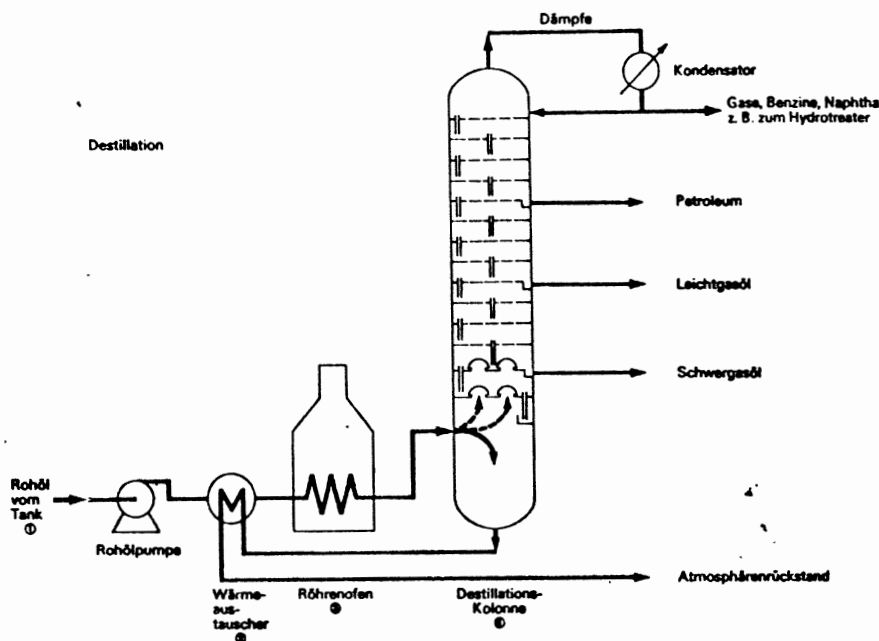 Dämpfe
Kondensator
Gase, Benzine, Naphtha
z. B. zum Hydrotreater
Destillation
Petroleum
Leichtgasöl
Schwergasöl
Rohöl
vom
Tank
①
Rohölpumpe
Wärme-
aus-
tauscher
Röhrenofen
Destillations-
Kolonne
Atmosphärenrückstand